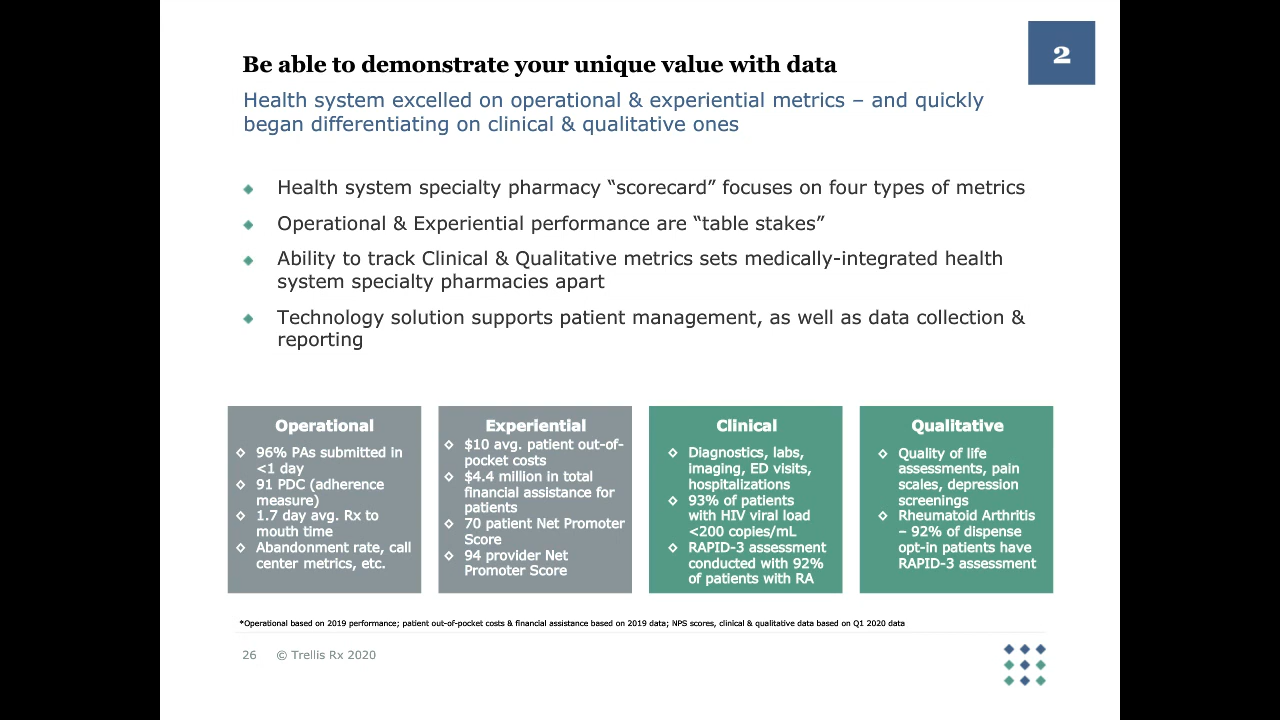 2
Be able to demonstrate your unique value with data
Health system excelled on operational & experiential metrics – and quickly
began differentiating on clinical & qualitative ones
Health system specialty pharmacy “scorecard” focuses on four types of metrics
Operational & Experiential performance are “table stakes”
Ability to track Clinical & Qualitative metrics sets medically-integrated health
system specialty pharmacies apart
Technology solution supports patient management, as well as data collection &
reporting
Operational
96% PAs submitted in
<1 day
91 PDC (adherence
measure)
1.7 day avg. Rx to
mouth time
Abandonment rate, call
center metrics, etc.
Experiential
$10 avg. patient out-of-
pocket costs
$4.4 million in total
financial assistance for
patients
70 patient Net Promoter
Score
94 provider Net
Promoter Score
Clinical
Diagnostics, labs,
imaging, ED visits,
hospitalizations
93% of patients
with HIV viral load
<200 copies/mL
RAPID-3 assessment
conducted with 92%
of patients with RA
Qualitative
Quality of life
assessments, pain
scales, depression
screenings
Rheumatoid Arthritis
– 92% of dispense
opt-in patients have
RAPID-3 assessment
*Operational based on 2019 performance; patient out-of-pocket costs & financial assistance based on 2019 data; NPS scores, clinical & qualitative data based on Q1 2020 data
26 © Trellis Rx 2020